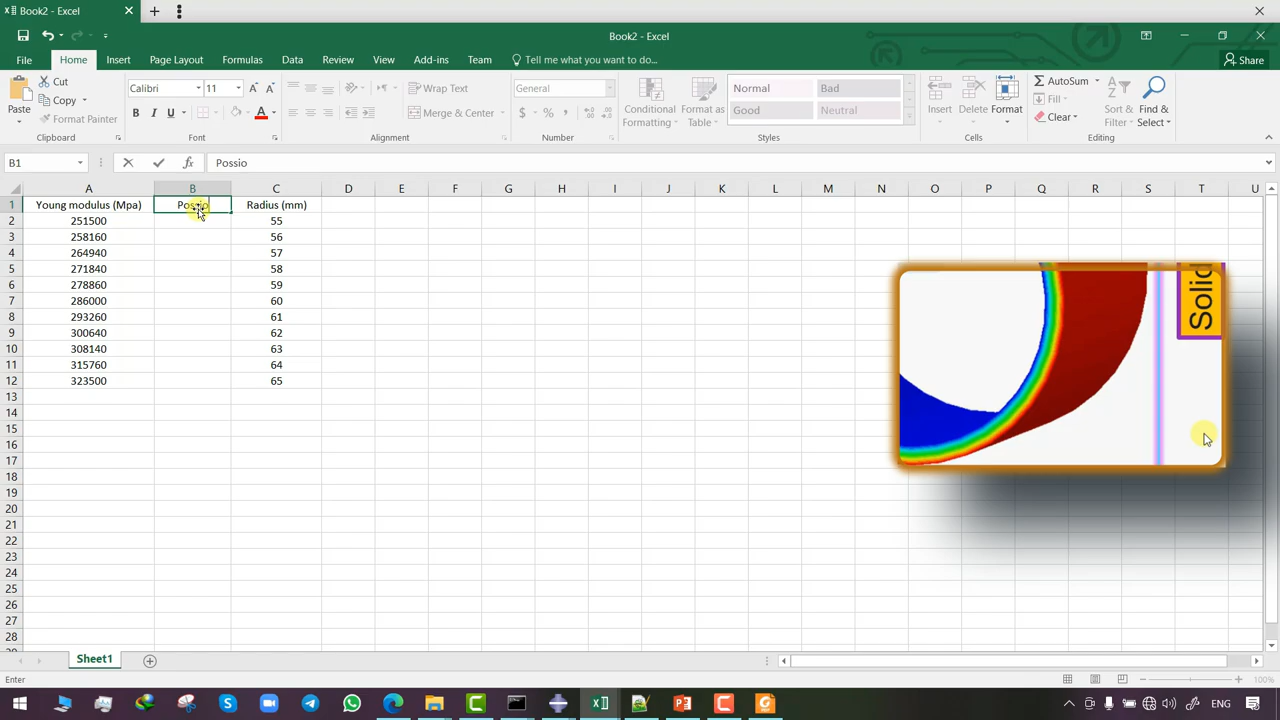 Book2 - Excel
Book2 - Excel
File Home Insert Page Layout Formulas Data Review View Add-ins Team Tell me what you want to do... Share
Paste Cut Copy Format Painter Clipboard
Calibri 11 B I U A Font
Wrap Text Merge & Center Alignment
General $ % Number
Conditional Formatting Format as Table Normal Bad Good Neutral Styles
Insert Delete Format Cells
AutoSum Fill Clear Sort & Filter Find & Select Editing
B1 fx Possio
A B C D E F G H I J K L M N O P Q R S T U
1 Young modulus (Mpa) Possio Radius (mm)
2 251500 55
3 258160 56
4 264940 57
5 271840 58
6 278860 59
7 286000 60
8 293260 61
9 300640 62
10 308140 63
11 315760 64
12 323500 65
13
14
15
16
17
18
19
20
21
22
23
24
25
26
27
28
Solid
Sheet1
Enter 100%
ENG